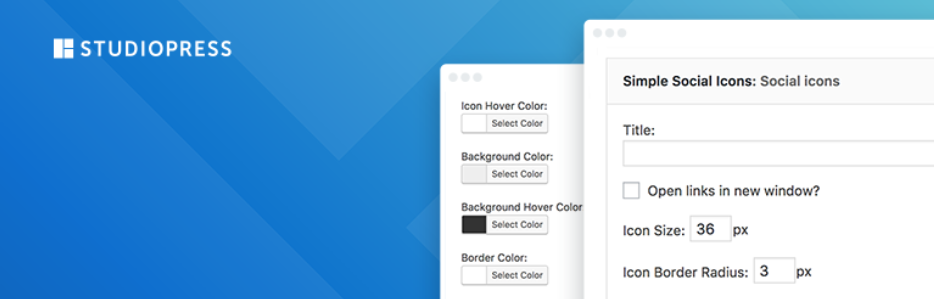 STUDIOPRESS
Icon Hover Color:
Select Color
Background Color:
Select Color
Background Hover Color
Select Color
Border Color:
Select Color
Simple Social Icons: Social icons
Title:
Open links in new window?
Icon Size: 36 px
Icon Border Radius: 3 px